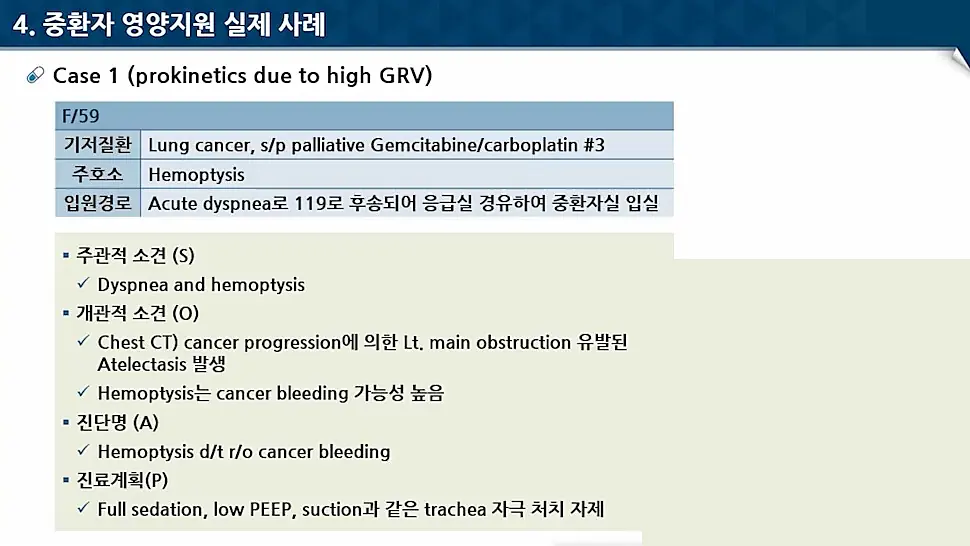 4. 중환자 영양지원 실제 사례
Case 1 (prokinetics due to high GRV)
F/59
기저질환 Lung cancer, s/p palliative Gemcitabine/carboplatin #3
주호소 Hemoptysis
입원경로 Acute dyspnea로 119로 후송되어 응급실 경유하여 중환자실 입실
▪ 주관적 소견 (S)
✓ Dyspnea and hemoptysis
▪ 개관적 소견 (O)
✓ Chest CT) cancer progression에 의한 Lt. main obstruction 유발된
Atelectasis 발생
✓ Hemoptysis는 cancer bleeding 가능성 높음
▪ 진단명 (A)
✓ Hemoptysis d/t r/o cancer bleeding
▪ 진료계획(P)
✓ Full sedation, low PEEP, suction과 같은 trachea 자극 처치 자제